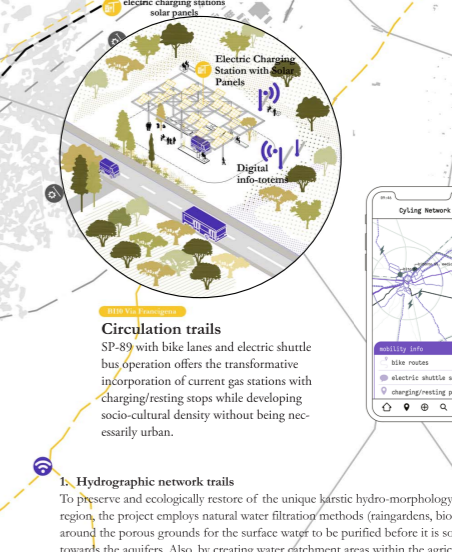 electric charging stations
solar panels
Electric Charging
Station with Solar
Panels
Digital
info-totems
Via Francigena
Circulation trails
SP-89 with bike lanes and electric shuttle
bus operation offers the transformative
incorporation of current gas stations with
charging/resting stops while developing
socio-cultural density without being nec-
essarily urban.
09:41
Cyling Network
mobility info
bike routes
electric shuttle s
charging/resting p
1. Hydrographic network trails
To preserve and ecologically restore of the unique karstic hydro-morphology
region, the project employs natural water filtration methods (raingardens, bio
around the porous grounds for the surface water to be purified before it is so
towards the aquifers. Also, by creating water catchment areas within the agric